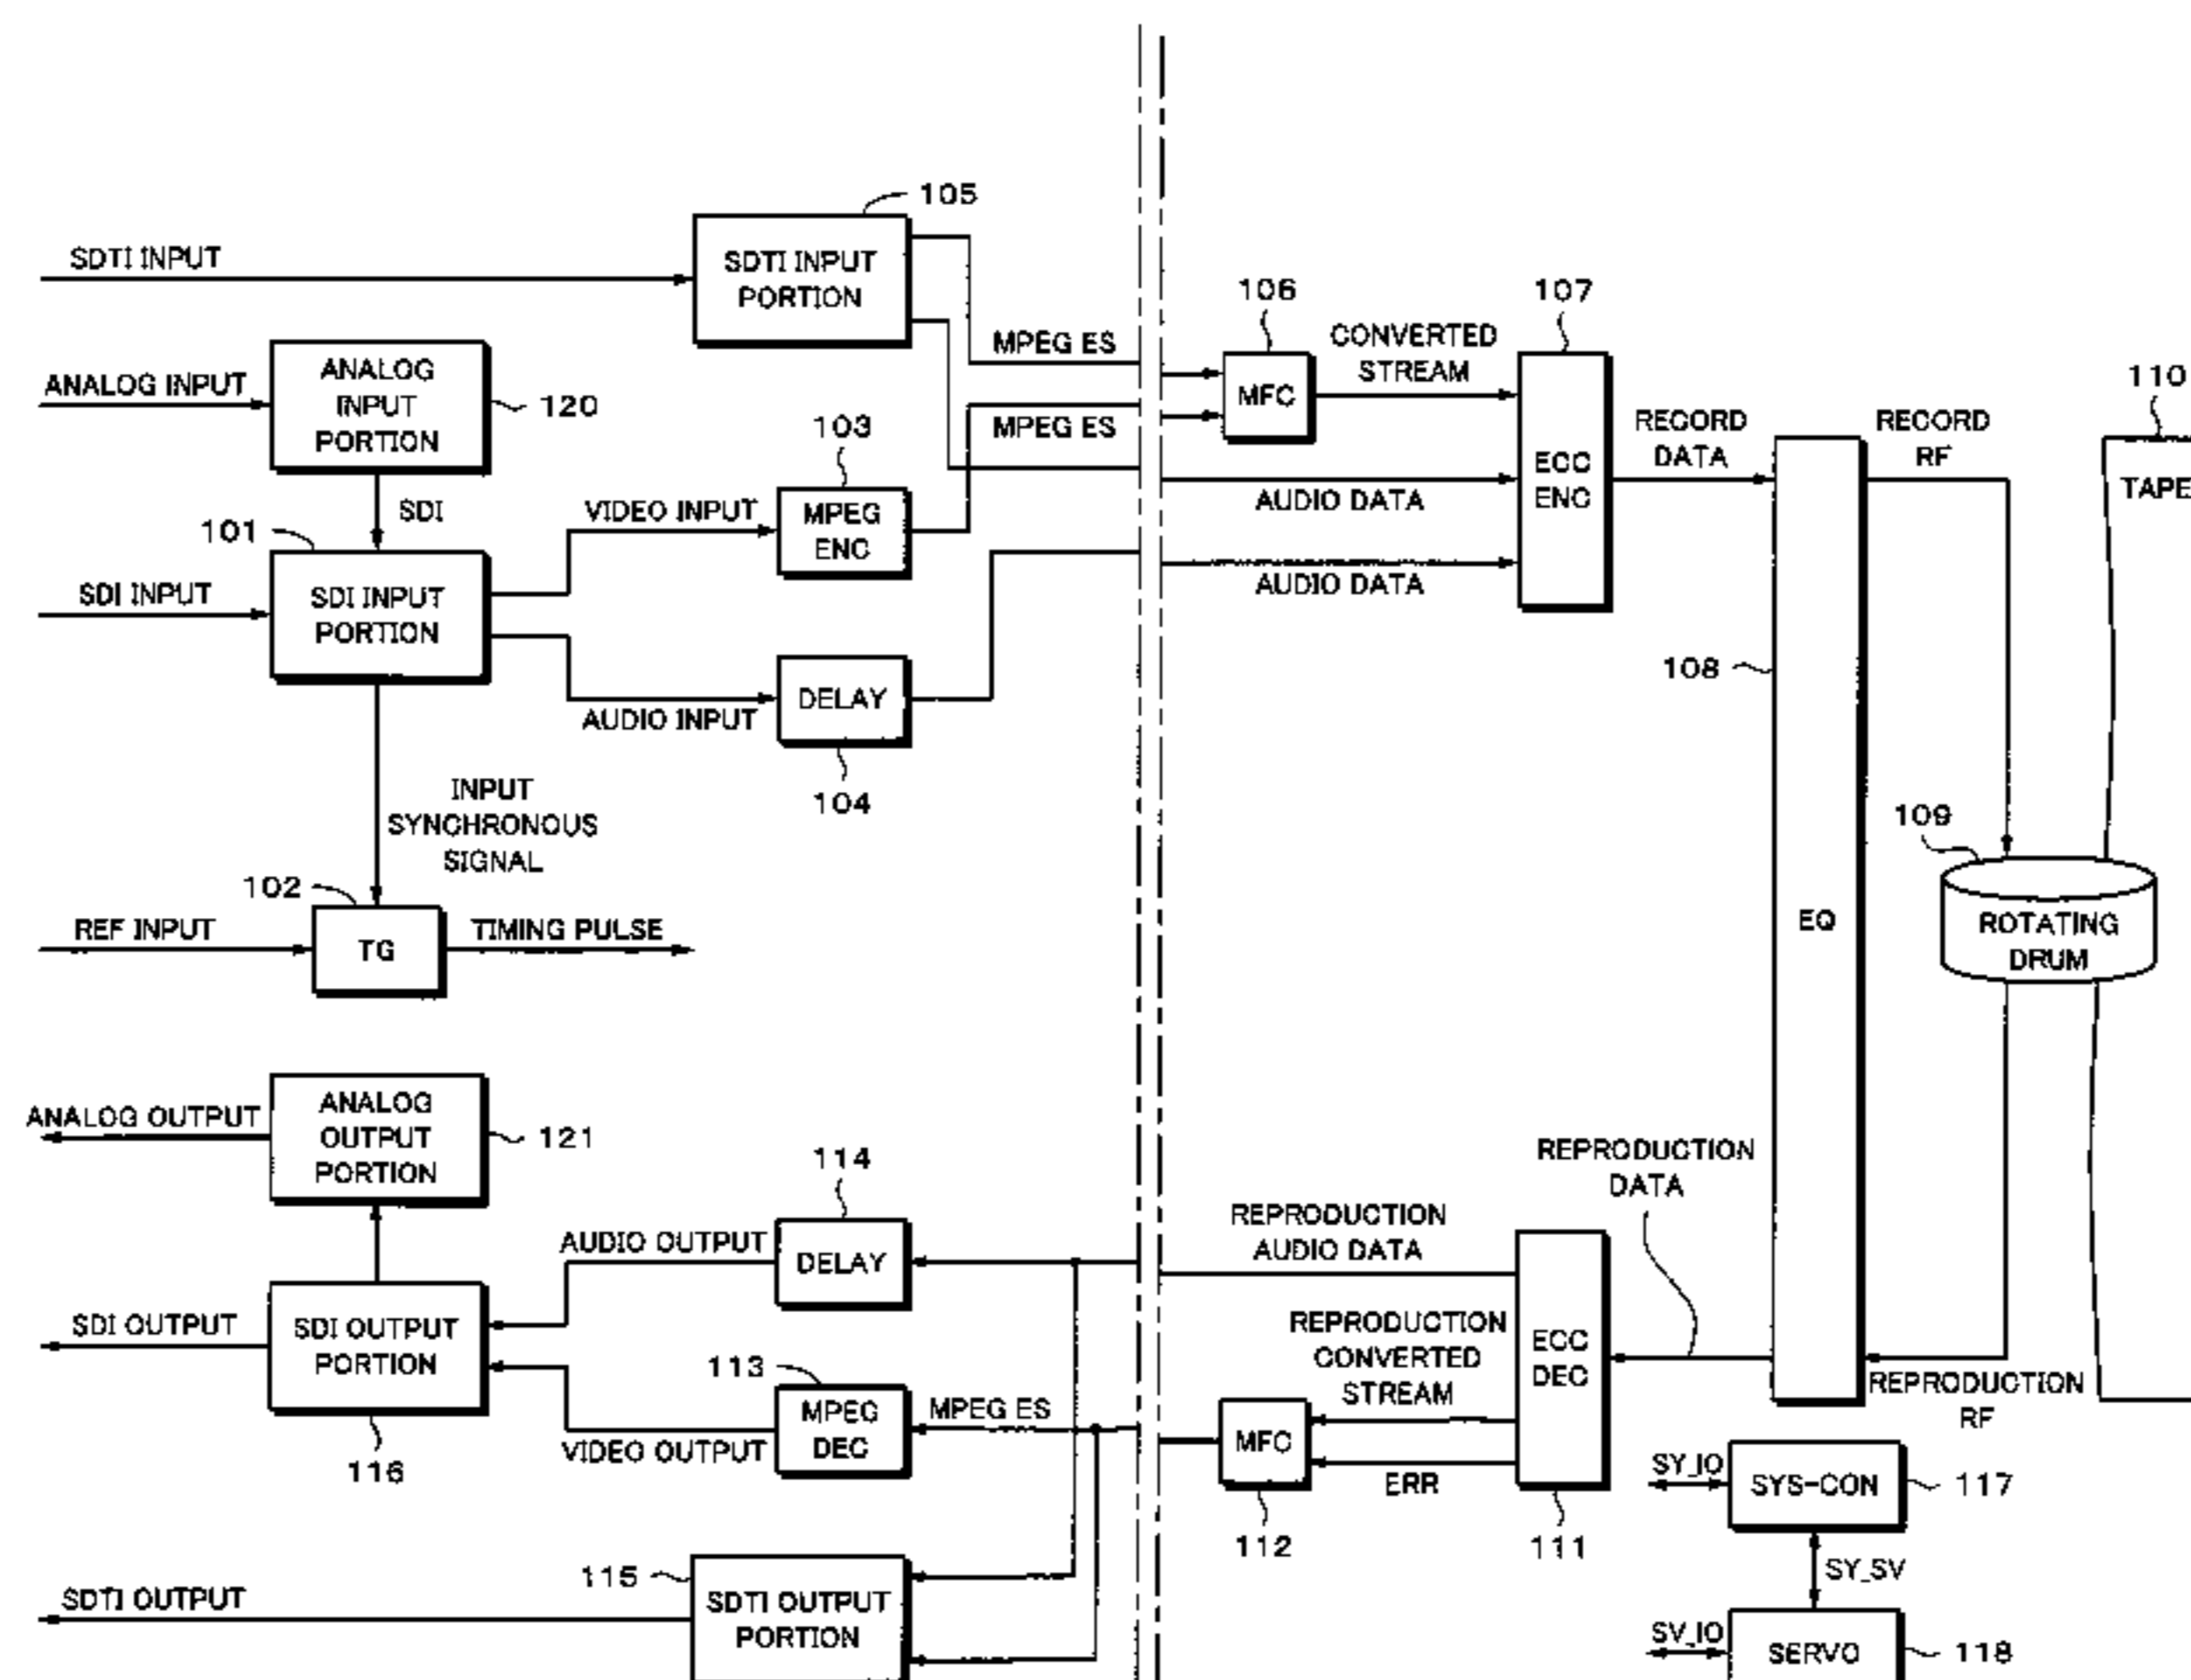 105
SDTI INPUT
SDTI INPUT
PORTION
106
107
MPEG ES
CONVERTED
STREAM
ANALOG INPUT
ANALOG
INPUT
PORTION
120
MFC
110
103
MPEG ES
RECORD
DATA
RECORD
RF
ECC
ENC
TAPE
AUDIO DATA
SDI
VIDEO INPUT
MPEG
ENC
101
SDI INPUT
SDI INPUT
PORTION
AUDIO DATA
108
AUDIO INPUT
DELAY
104
INPUT
SYNCHRONOUS
SIGNAL
109
102
REF INPUT
TG
TIMING PULSE
EQ
ROTATING
DRUM
ANALOG OUTPUT
ANALOG
OUTPUT
PORTION
121
114
REPRODUCTION
DATA
REPRODUCTION
AUDIO DATA
AUDIO OUTPUT
DELAY
SDI OUTPUT
SDI OUTPUT
PORTION
116
REPRODUCTION
CONVERTED
STREAM
ECC
DEC
113
MPEG
DEC
MPEG ES
VIDEO OUTPUT
REPRODUCTION
RF
MFC
ERR
112
111
SY_IO
SYS-CON
117
SY_SV
115
SDTI OUTPUT
SDTI OUTPUT
PORTION
SV_IO
SERVO
118